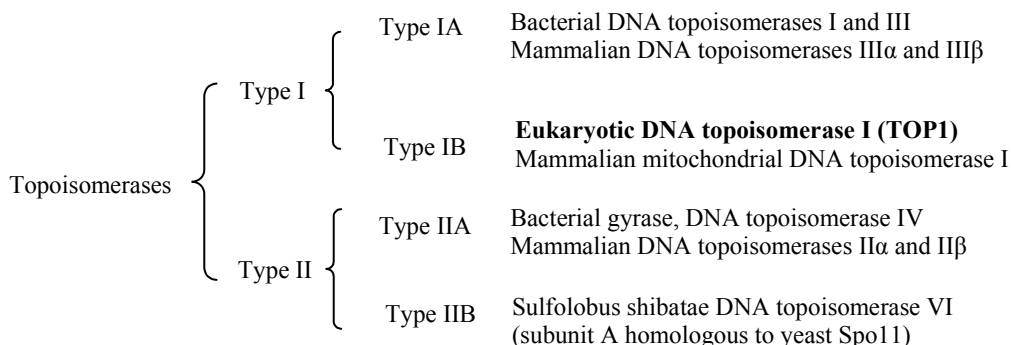 Type IA
Bacterial DNA topoisomerases I and III
Mammalian DNA topoisomerases IIIα and IIIβ
Type I
Eukaryotic DNA topoisomerase I (TOP1)
Type IB
Mammalian mitochondrial DNA topoisomerase I
Topoisomerases
Type IIA
Bacterial gyrase, DNA topoisomerase IV
Mammalian DNA topoisomerases IIα and IIβ
Type II
Type IIB
Sulfolobus shibatae DNA topoisomerase VI
(subunit A homologous to yeast Spo11)